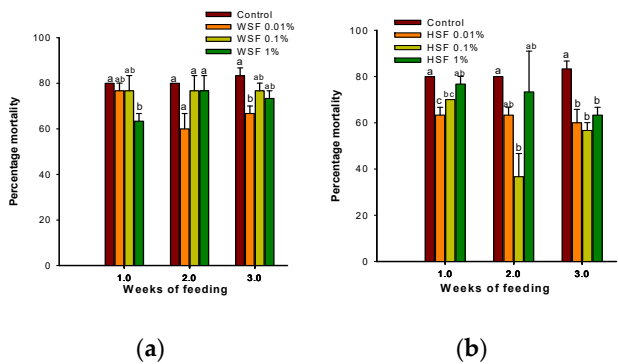 Control
WSF 0.01%
WSF 0.1%
WSF 1%
100
80
60
40
20
0
Percentage mortality
a
ab
ab
b
a
a
a
a
ab
ab
1.0
2.0
3.0
Weeks of feeding
(a)
Control
HSF 0.01%
HSF 0.1%
HSF 1%
100
80
60
40
20
0
Percentage mortality
a
c
bc
ab
a
ab
b
ab
a
b
b
b
1.0
2.0
3.0
Weeks of feeding
(b)